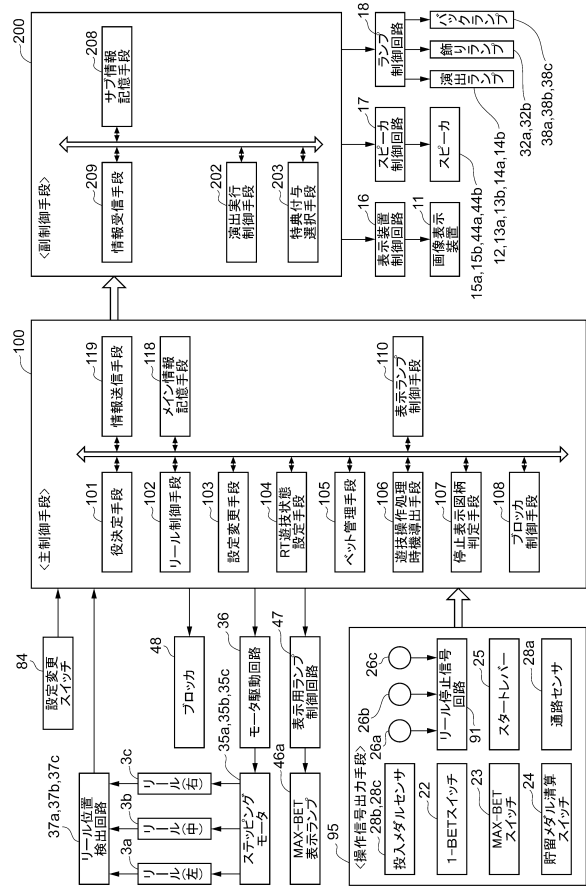 84
設定変更
スイッチ
37a, 37b, 37c
リール位置
検出回路
3a
3b
3c
リール(左)
リール(中)
リール(右)
48
ブロッカ
36
モータ駆動回路
35a, 35b, 35c
ステッピング
モータ
47
表示用ランプ
制御回路
46a
MAX-BET
表示ランプ
95
<操作信号出力手段>
28b, 28c
投入メダルセンサ
22
1-BETスイッチ
23
MAX-BET
スイッチ
24
貯留メダル清算
スイッチ
26a
26b
26c
リール停止信号
回路
91
25
スタートレバー
28a
通路センサ
100
<主制御手段>
101
役決定手段
102
リール制御手段
103
設定変更手段
104
RT遊技状態
設定手段
105
ベット管理手段
106
遊技操作処理
時機導出手段
107
停止表示図柄
判定手段
108
ブロッカ
制御手段
119
情報送信手段
118
メイン情報
記憶手段
110
表示ランプ
制御手段
200
<副制御手段>
209
情報受信手段
208
サブ情報
記憶手段
202
演出実行
制御手段
203
特典付与
選択手段
16
表示装置
制御回路
11
画像表示
装置
17
スピーカ
制御回路
スピーカ
15a, 15b, 44a, 44b
18
ランプ
制御回路
演出ランプ
飾りランプ
バックランプ
12, 13a, 13b, 14a, 14b
32a, 32b
38a, 38b, 38c